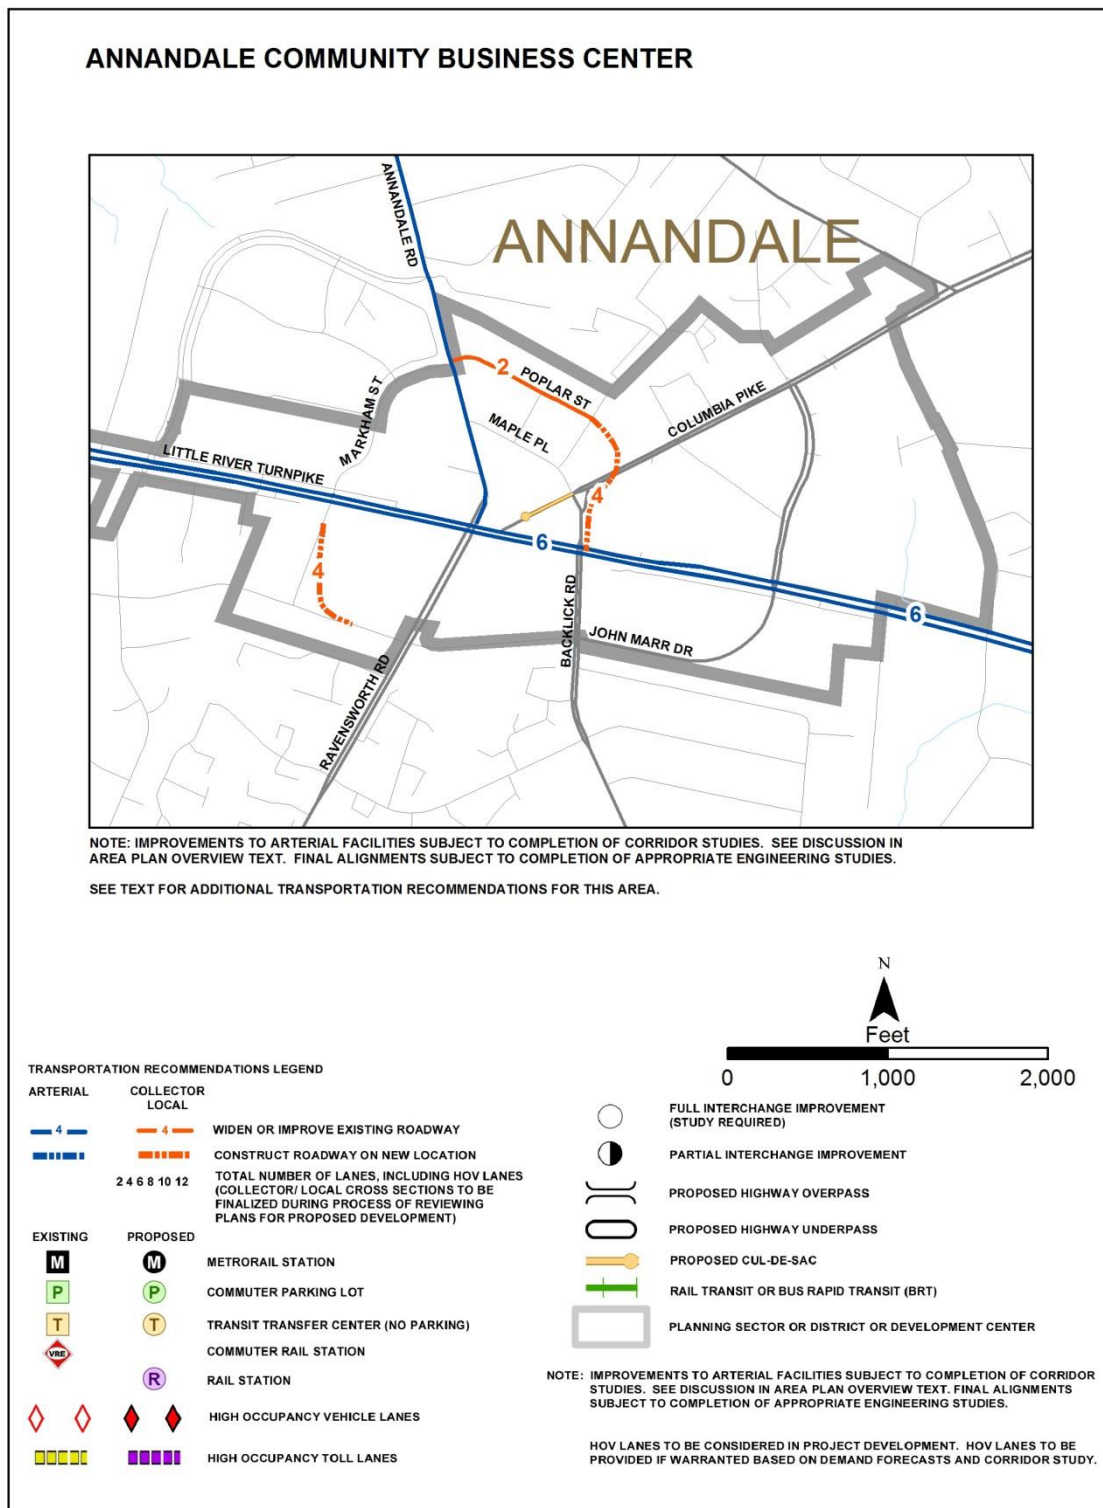 ANNANDALE COMMUNITY BUSINESS CENTER
ANNANDALE RD
ANNANDALE
2
POPLAR ST
MAPLE PL
COLUMBIA PIKE
MARKHAM ST
LITTLE RIVER TURNPIKE
4
6
4
BACKLICK RD
6
JOHN MARR DR
RAVENSWORTH RD
NOTE: IMPROVEMENTS TO ARTERIAL FACILITIES SUBJECT TO COMPLETION OF CORRIDOR STUDIES. SEE DISCUSSION IN
AREA PLAN OVERVIEW TEXT. FINAL ALIGNMENTS SUBJECT TO COMPLETION OF APPROPRIATE ENGINEERING STUDIES.
SEE TEXT FOR ADDITIONAL TRANSPORTATION RECOMMENDATIONS FOR THIS AREA.
N
Feet
0 1,000 2,000
TRANSPORTATION RECOMMENDATIONS LEGEND
ARTERIAL COLLECTOR
LOCAL
4 4 WIDEN OR IMPROVE EXISTING ROADWAY
CONSTRUCT ROADWAY ON NEW LOCATION
2 4 6 8 10 12 TOTAL NUMBER OF LANES, INCLUDING HOV LANES
(COLLECTOR/ LOCAL CROSS SECTIONS TO BE
FINALIZED DURING PROCESS OF REVIEWING
PLANS FOR PROPOSED DEVELOPMENT)
EXISTING PROPOSED
M M METRORAIL STATION
P P COMMUTER PARKING LOT
T T TRANSIT TRANSFER CENTER (NO PARKING)
VRE COMMUTER RAIL STATION
R RAIL STATION
HIGH OCCUPANCY VEHICLE LANES
HIGH OCCUPANCY TOLL LANES
FULL INTERCHANGE IMPROVEMENT
(STUDY REQUIRED)
PARTIAL INTERCHANGE IMPROVEMENT
PROPOSED HIGHWAY OVERPASS
PROPOSED HIGHWAY UNDERPASS
PROPOSED CUL-DE-SAC
RAIL TRANSIT OR BUS RAPID TRANSIT (BRT)
PLANNING SECTOR OR DISTRICT OR DEVELOPMENT CENTER
NOTE: IMPROVEMENTS TO ARTERIAL FACILITIES SUBJECT TO COMPLETION OF CORRIDOR
STUDIES. SEE DISCUSSION IN AREA PLAN OVERVIEW TEXT. FINAL ALIGNMENTS
SUBJECT TO COMPLETION OF APPROPRIATE ENGINEERING STUDIES.
HOV LANES TO BE CONSIDERED IN PROJECT DEVELOPMENT. HOV LANES TO BE
PROVIDED IF WARRANTED BASED ON DEMAND FORECASTS AND CORRIDOR STUDY.